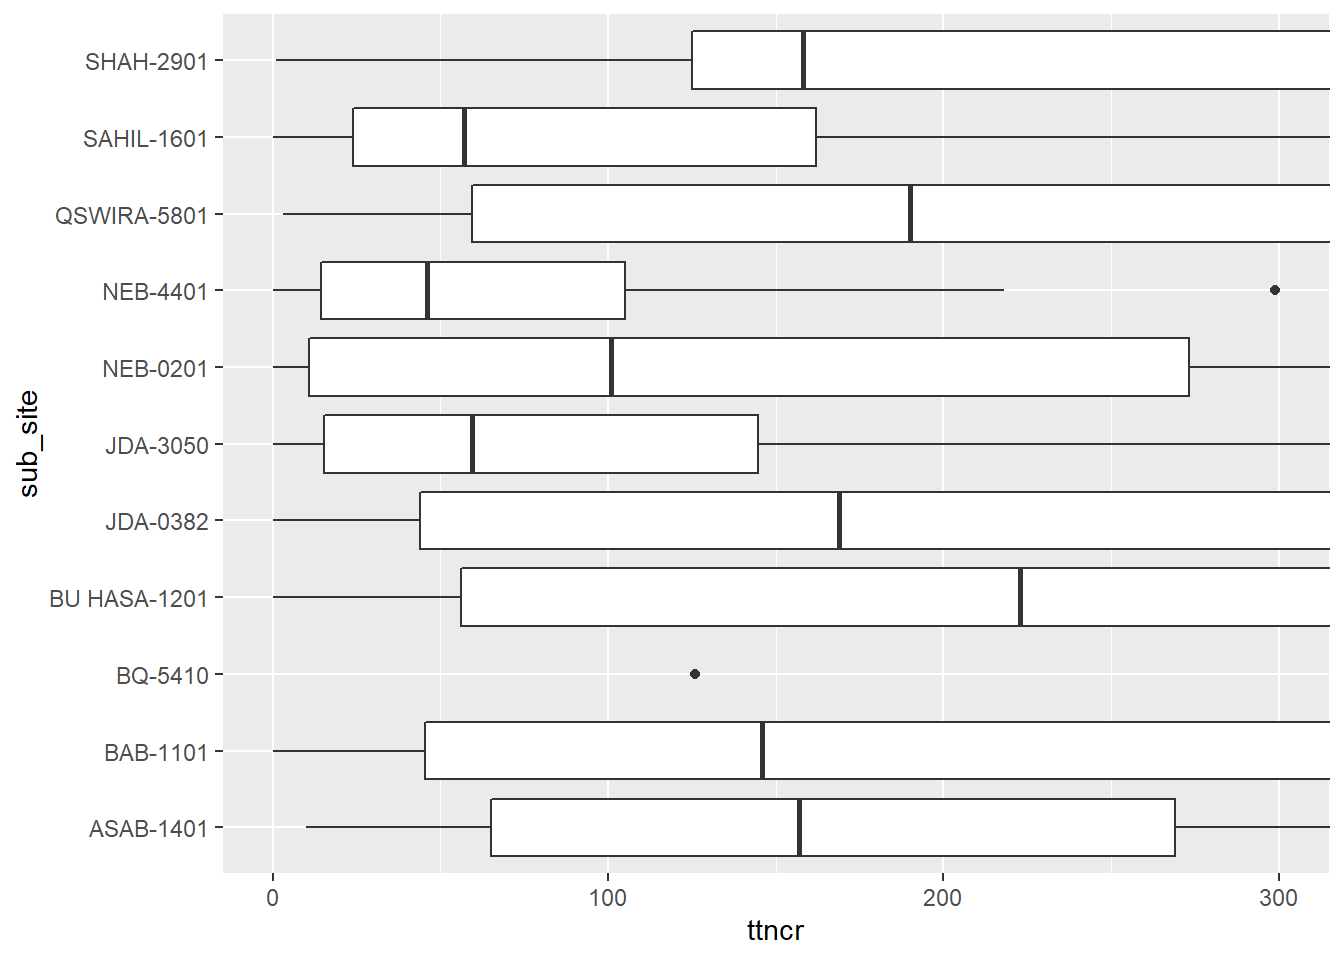 SHAH-2901
SAHIL-1601
QSWIRA-5801
NEB-4401
NEB-0201
JDA-3050
JDA-0382
BU HASA-1201
BQ-5410
BAB-1101
ASAB-1401
sub_site
0 100 200 300
ttncr